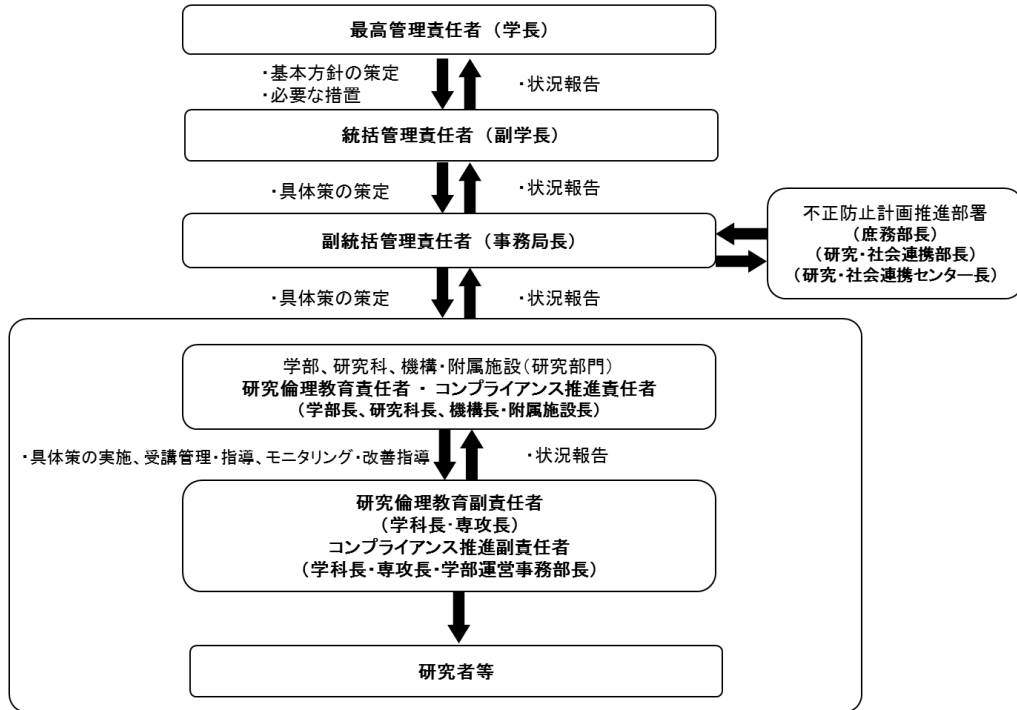 最高管理責任者（学長）
・基本方針の策定
・必要な措置
・状況報告
統括管理責任者（副学長）
・具体策の策定
・状況報告
副統括管理責任者（事務局長）
不正防止計画推進部署
（庶務部長）
（研究・社会連携部長）
（研究・社会連携センター長）
・具体策の策定
・状況報告
学部、研究科、機構・附属施設（研究部門）
研究倫理教育責任者 ・ コンプライアンス推進責任者
（学部長、研究科長、機構長・附属施設長）
・具体策の実施、受講管理・指導、モニタリング・改善指導
・状況報告
研究倫理教育副責任者
（学科長・専攻長）
コンプライアンス推進副責任者
（学科長・専攻長・学部運営事務部長）
研究者等